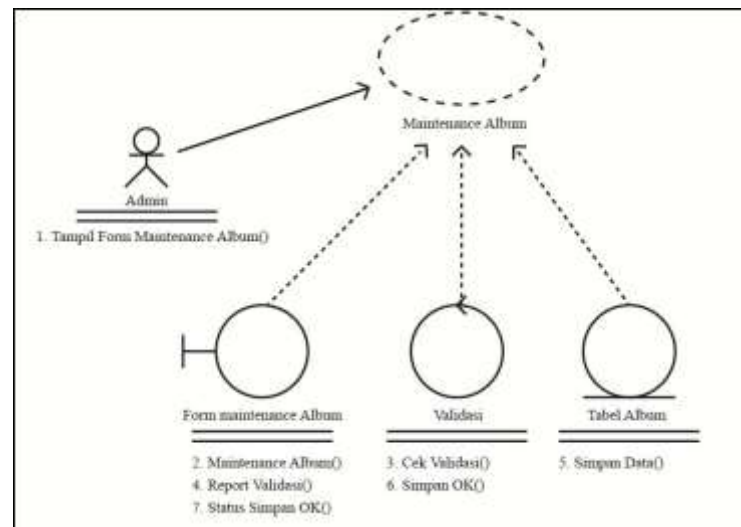 Maintenance Album
Admin
1. Tampil Form Maintenance Album()
Form maintenance Album
2. Maintenance Album()
4. Report Validasi()
7. Status Simpan OK()
Validasi
3. Cek Validasi()
6. Simpan OK()
Tabel Album
5. Simpan Data()